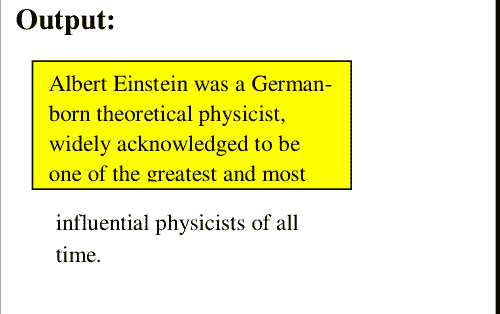 Output:
Albert Einstein was a German-
born theoretical physicist,
widely acknowledged to be
one of the greatest and most
influential physicists of all
time.